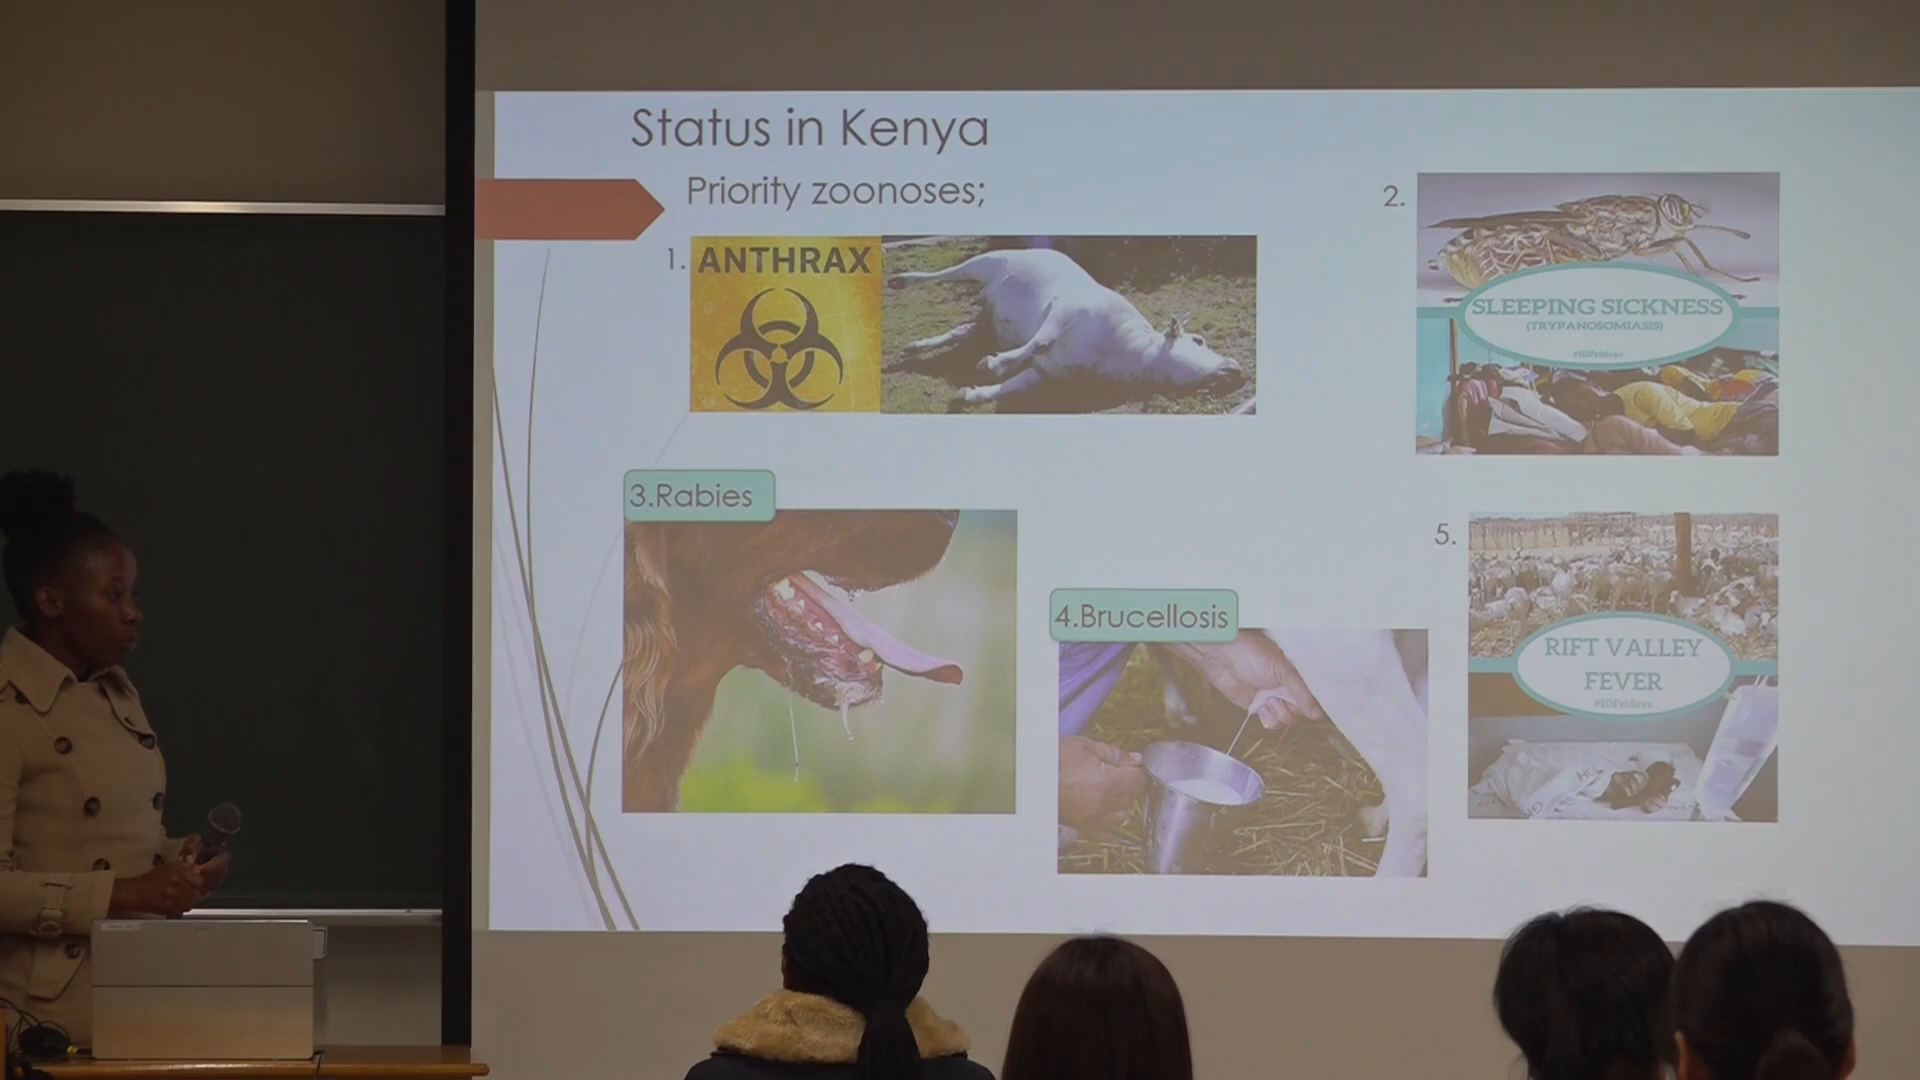 Status in Kenya
Priority zoonoses;
1.
ANTHRAX
2.
SLEEPING SICKNESS
(TRYPANOSOMIASIS)
#IDFridays
3.Rabies
4.Brucellosis
5.
RIFT VALLEY
FEVER
#IDFridays